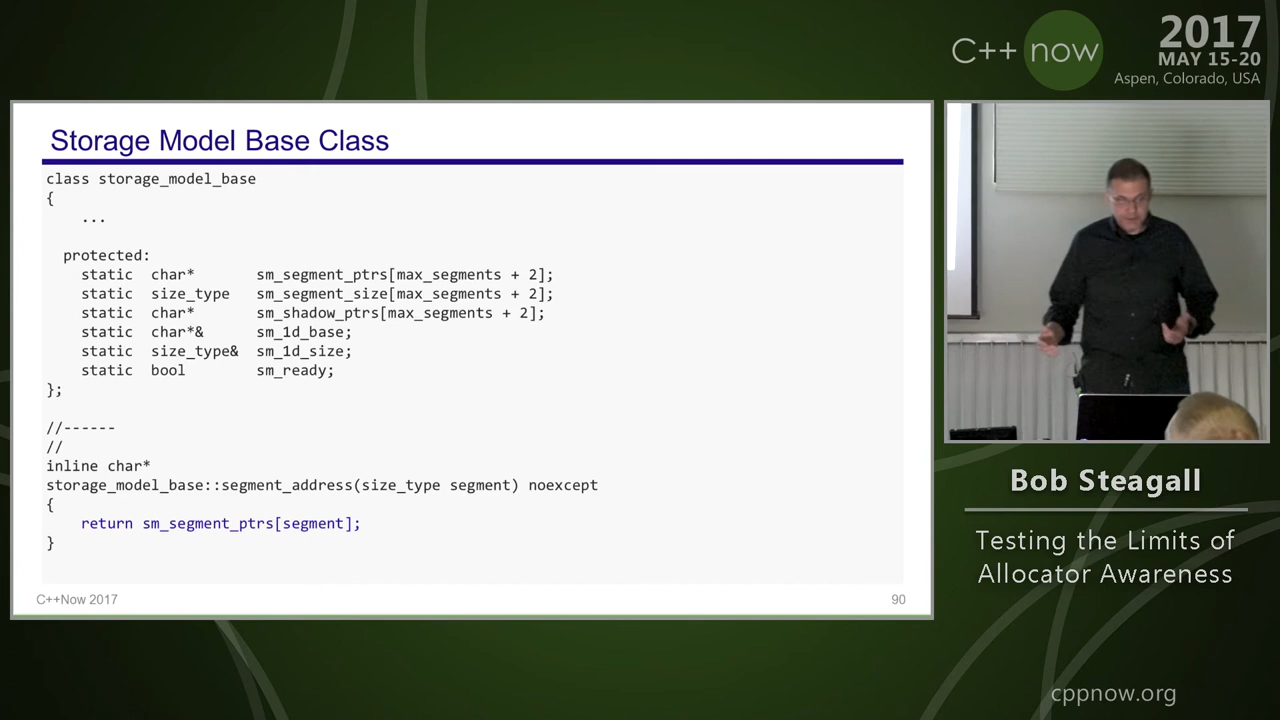 C++ now
2017
MAY 15-20
Aspen, Colorado, USA
Storage Model Base Class
class storage_model_base
{
    ...
  protected:
    static  char*       sm_segment_ptrs[max_segments + 2];
    static  size_type   sm_segment_size[max_segments + 2];
    static  char*       sm_shadow_ptrs[max_segments + 2];
    static  char*&      sm_1d_base;
    static  size_type&  sm_1d_size;
    static  bool        sm_ready;
};
//------
//
inline char*
storage_model_base::segment_address(size_type segment) noexcept
{
    return sm_segment_ptrs[segment];
}
C++Now 2017
90
Bob Steagall
Testing the Limits of
Allocator Awareness
cppnow.org